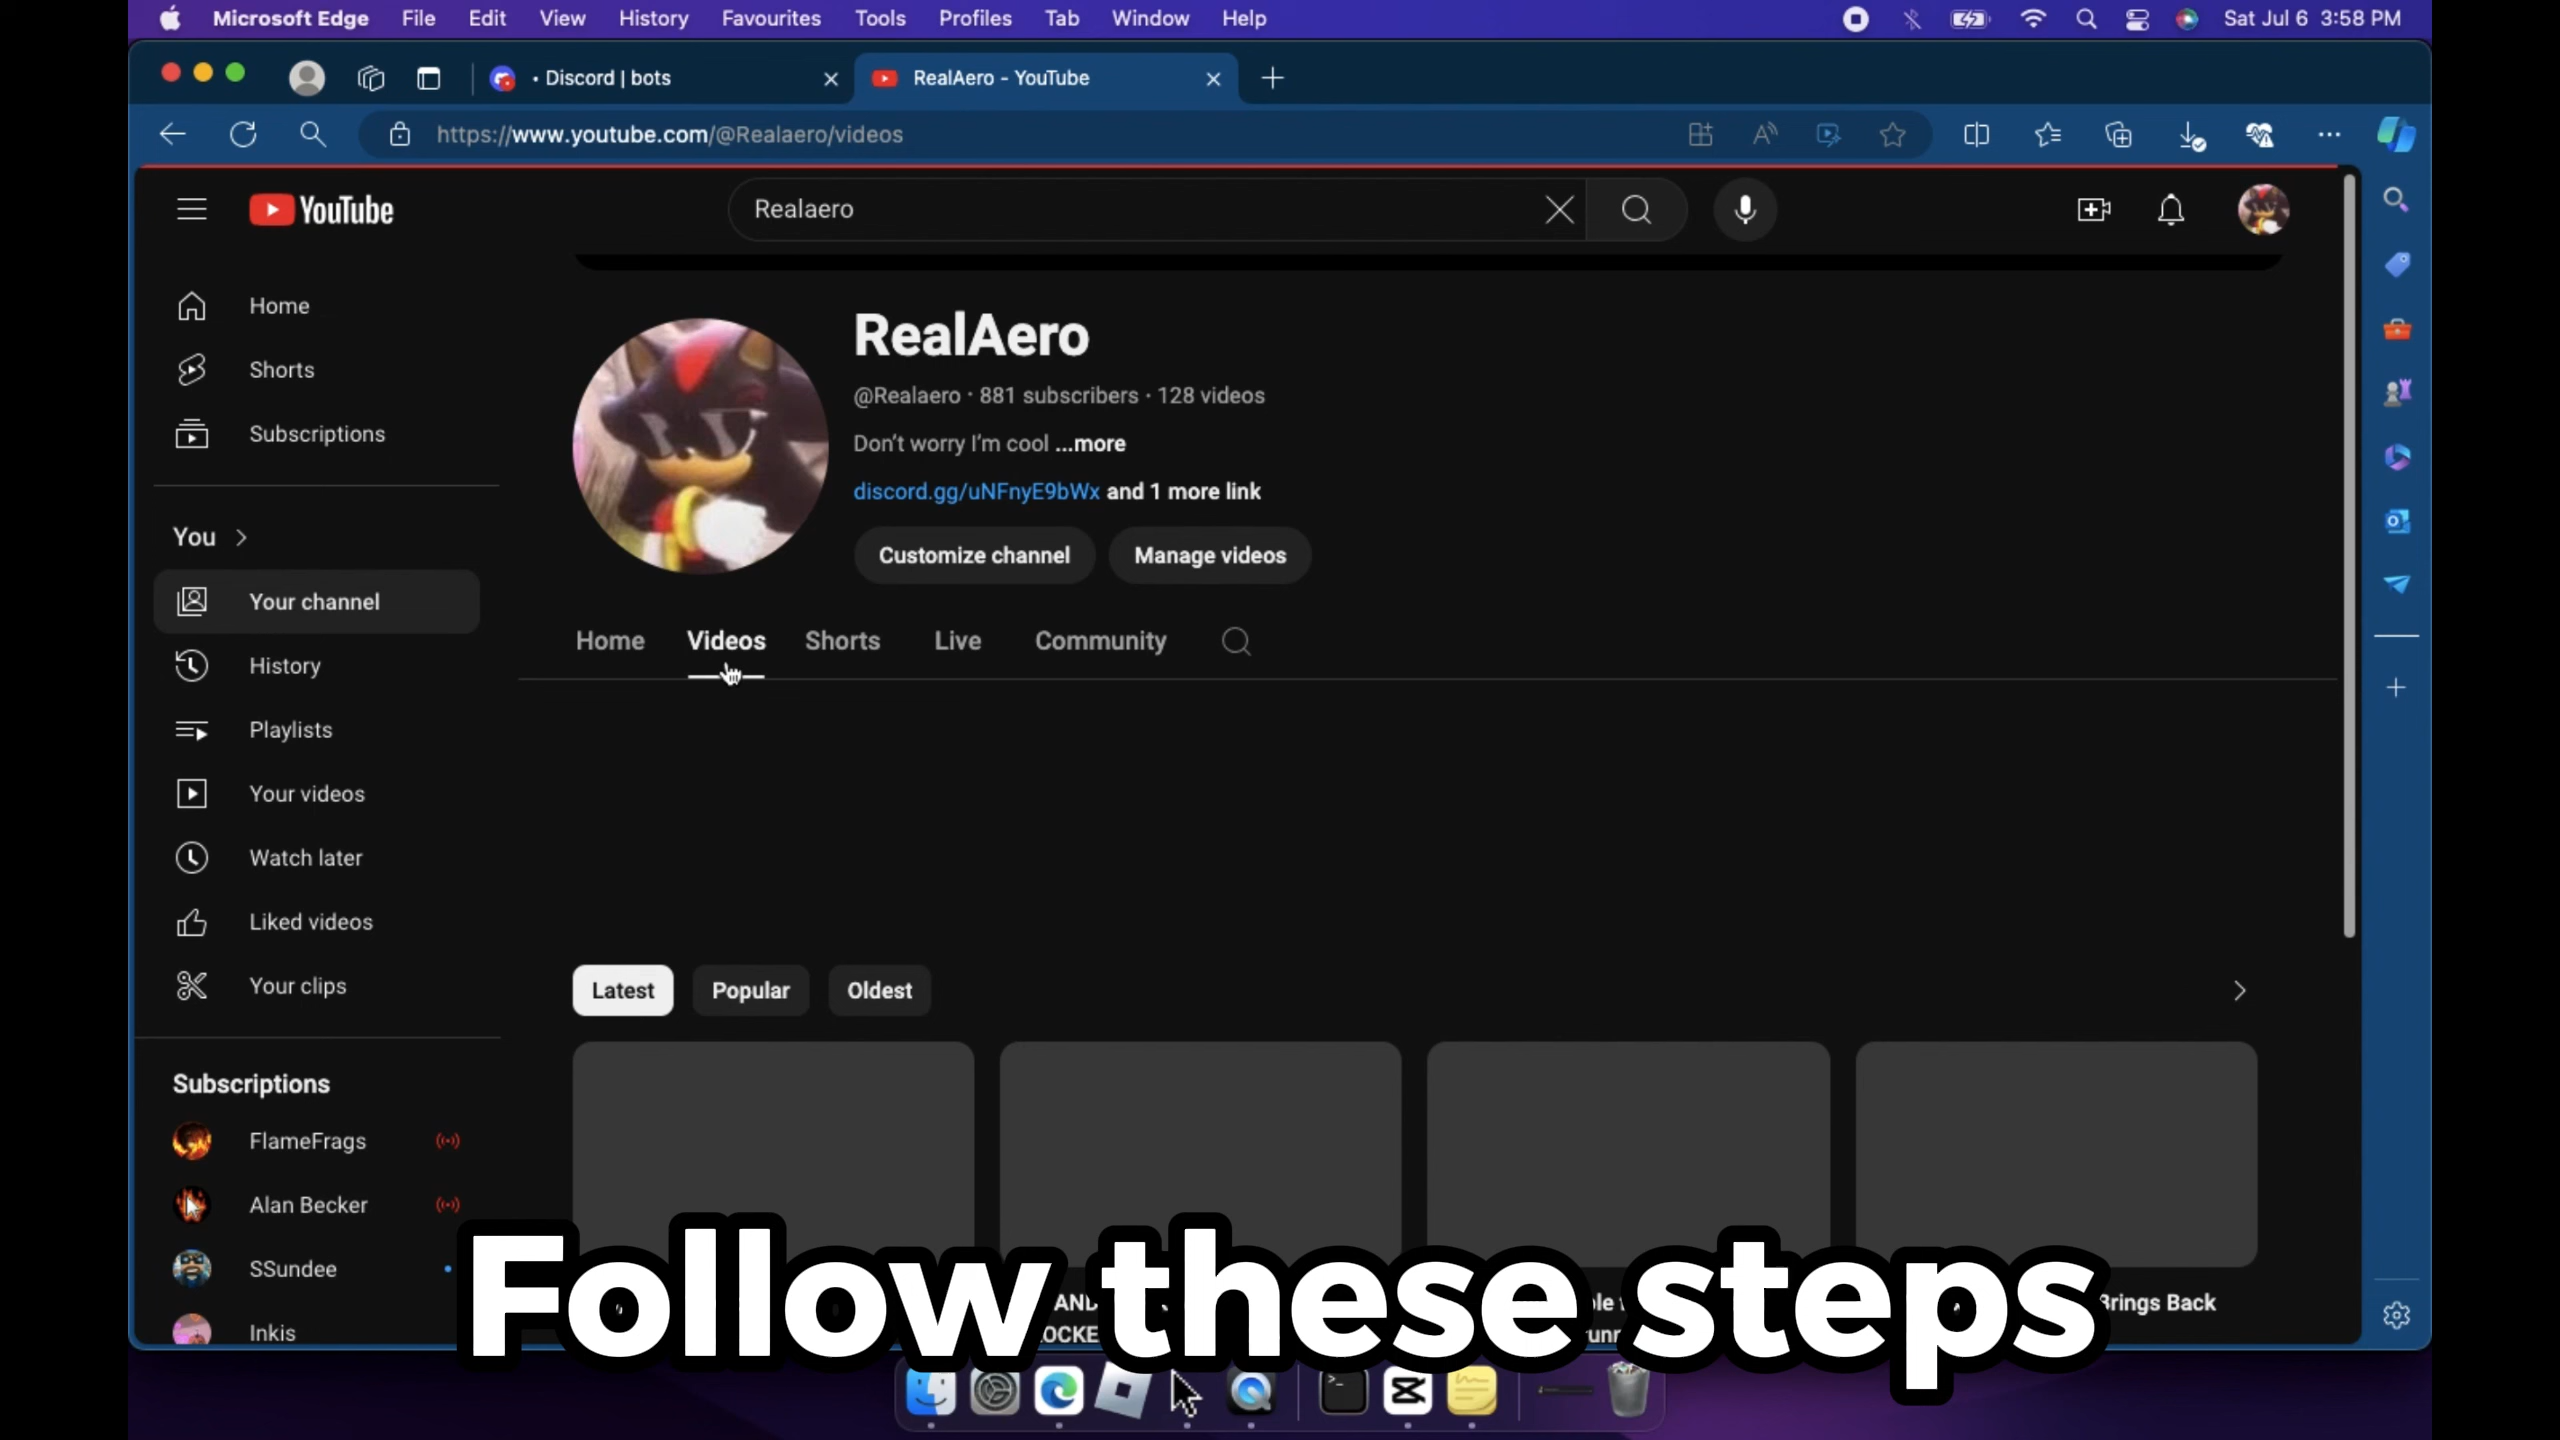 Microsoft Edge File Edit View History Favourites Tools Profiles Tab Window Help Sat Jul 6 3:58 PM
• Discord | bots RealAero - YouTube
https://www.youtube.com/@Realaero/videos
YouTube
Realaero
Home
Shorts
Subscriptions
You
Your channel
History
Playlists
Your videos
Watch later
Liked videos
Your clips
Subscriptions
FlameFrags
Alan Becker
SSundee
Inkis
RealAero
@Realaero · 881 subscribers · 128 videos
Don't worry I'm cool ...more
discord.gg/uNFnyE9bWx and 1 more link
Customize channel Manage videos
Home Videos Shorts Live Community
Latest Popular Oldest
Brings Back
Follow these steps